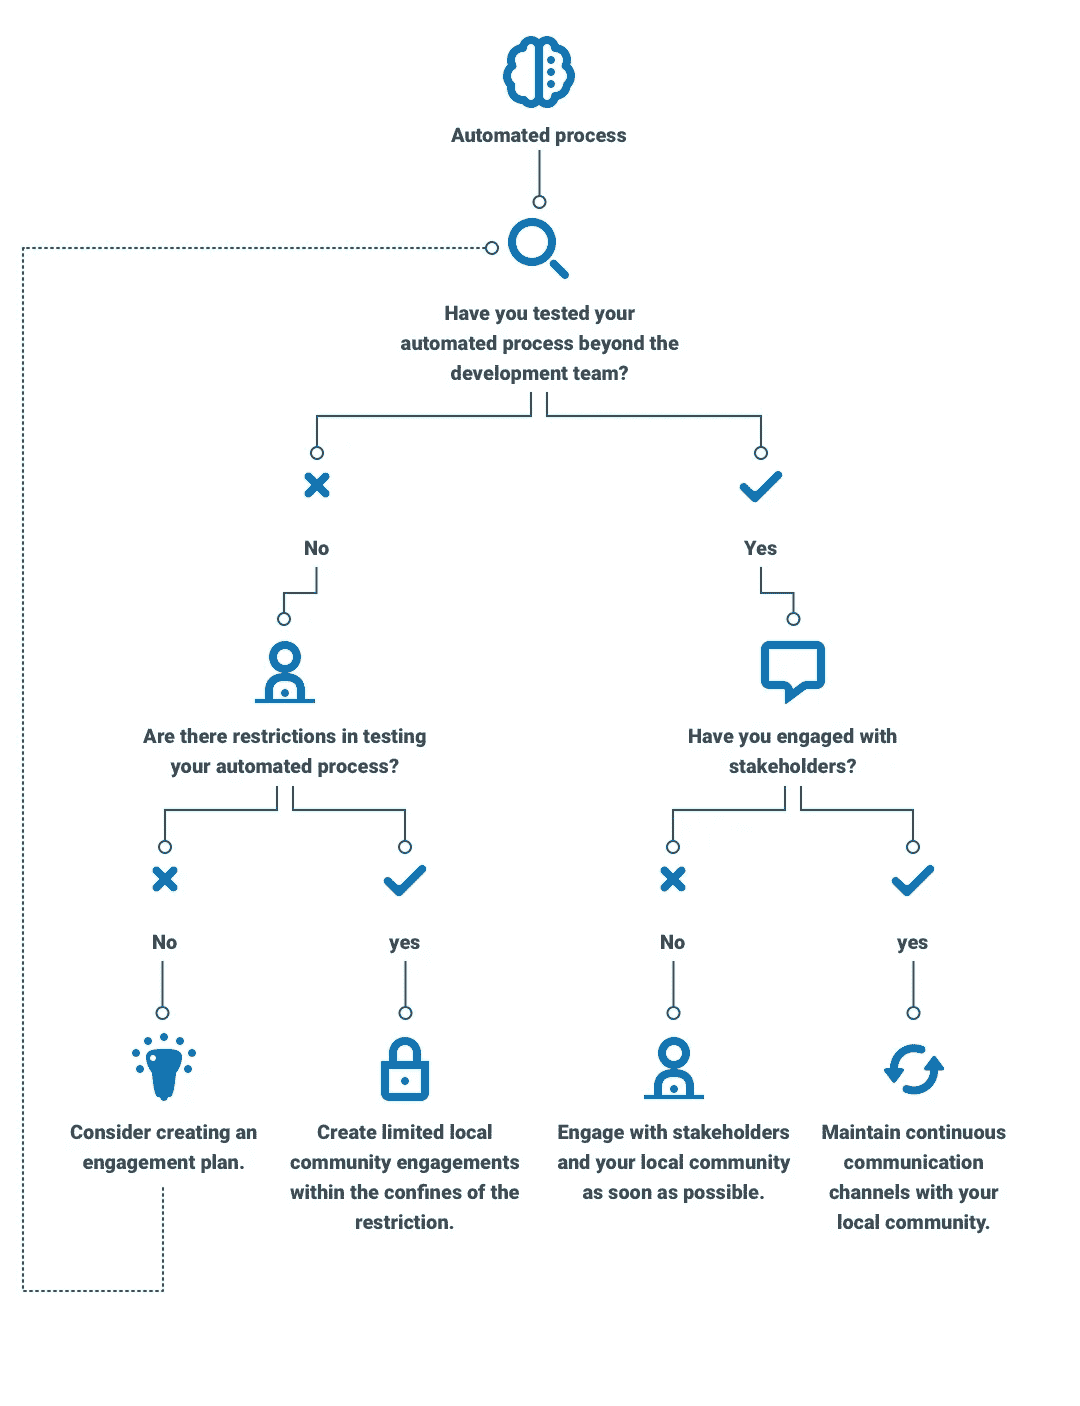 Automated process
Have you tested your
automated process beyond the
development team?
No
Yes
Are there restrictions in testing
your automated process?
Have you engaged with
stakeholders?
No
yes
No
yes
Consider creating an
engagement plan.
Create limited local
community engagements
within the confines of the
restriction.
Engage with stakeholders
and your local community
as soon as possible.
Maintain continuous
communication
channels with your
local community.